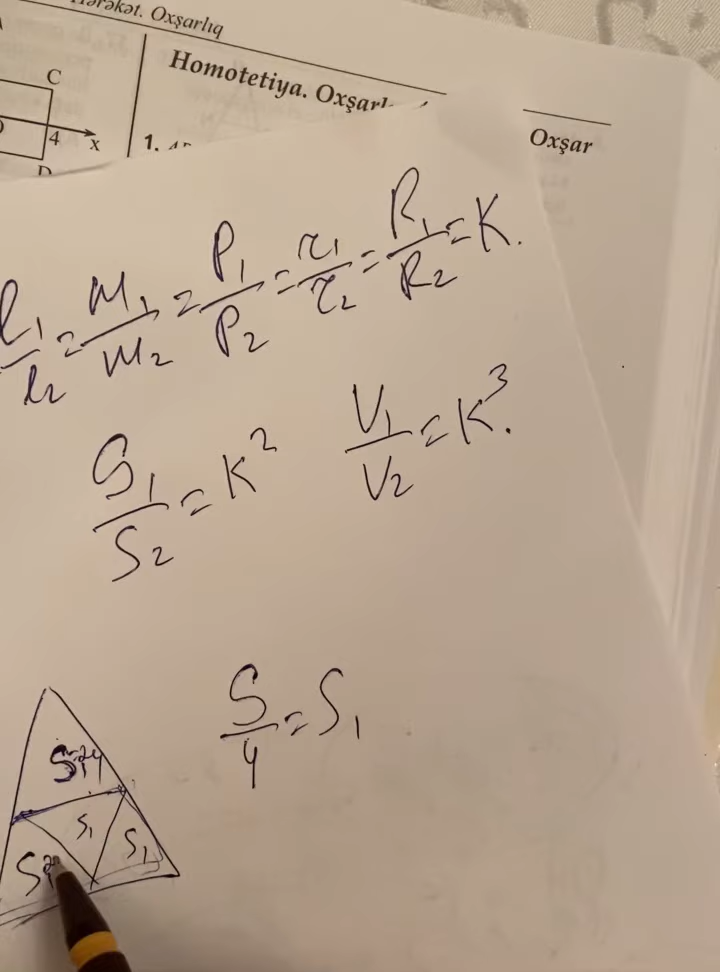 Hərəkət. Oxşarlıq
Homotetiya. Oxşarl
Oxşar
C
4 x
D
1.
l₁/l₂ = m₁/m₂ = P₁/P₂ = r₁/r₂ = R₁/R₂ = K.
S₁/S₂ = K² V₁/V₂ = K³.
S/4 = S₁
S₁
S₁